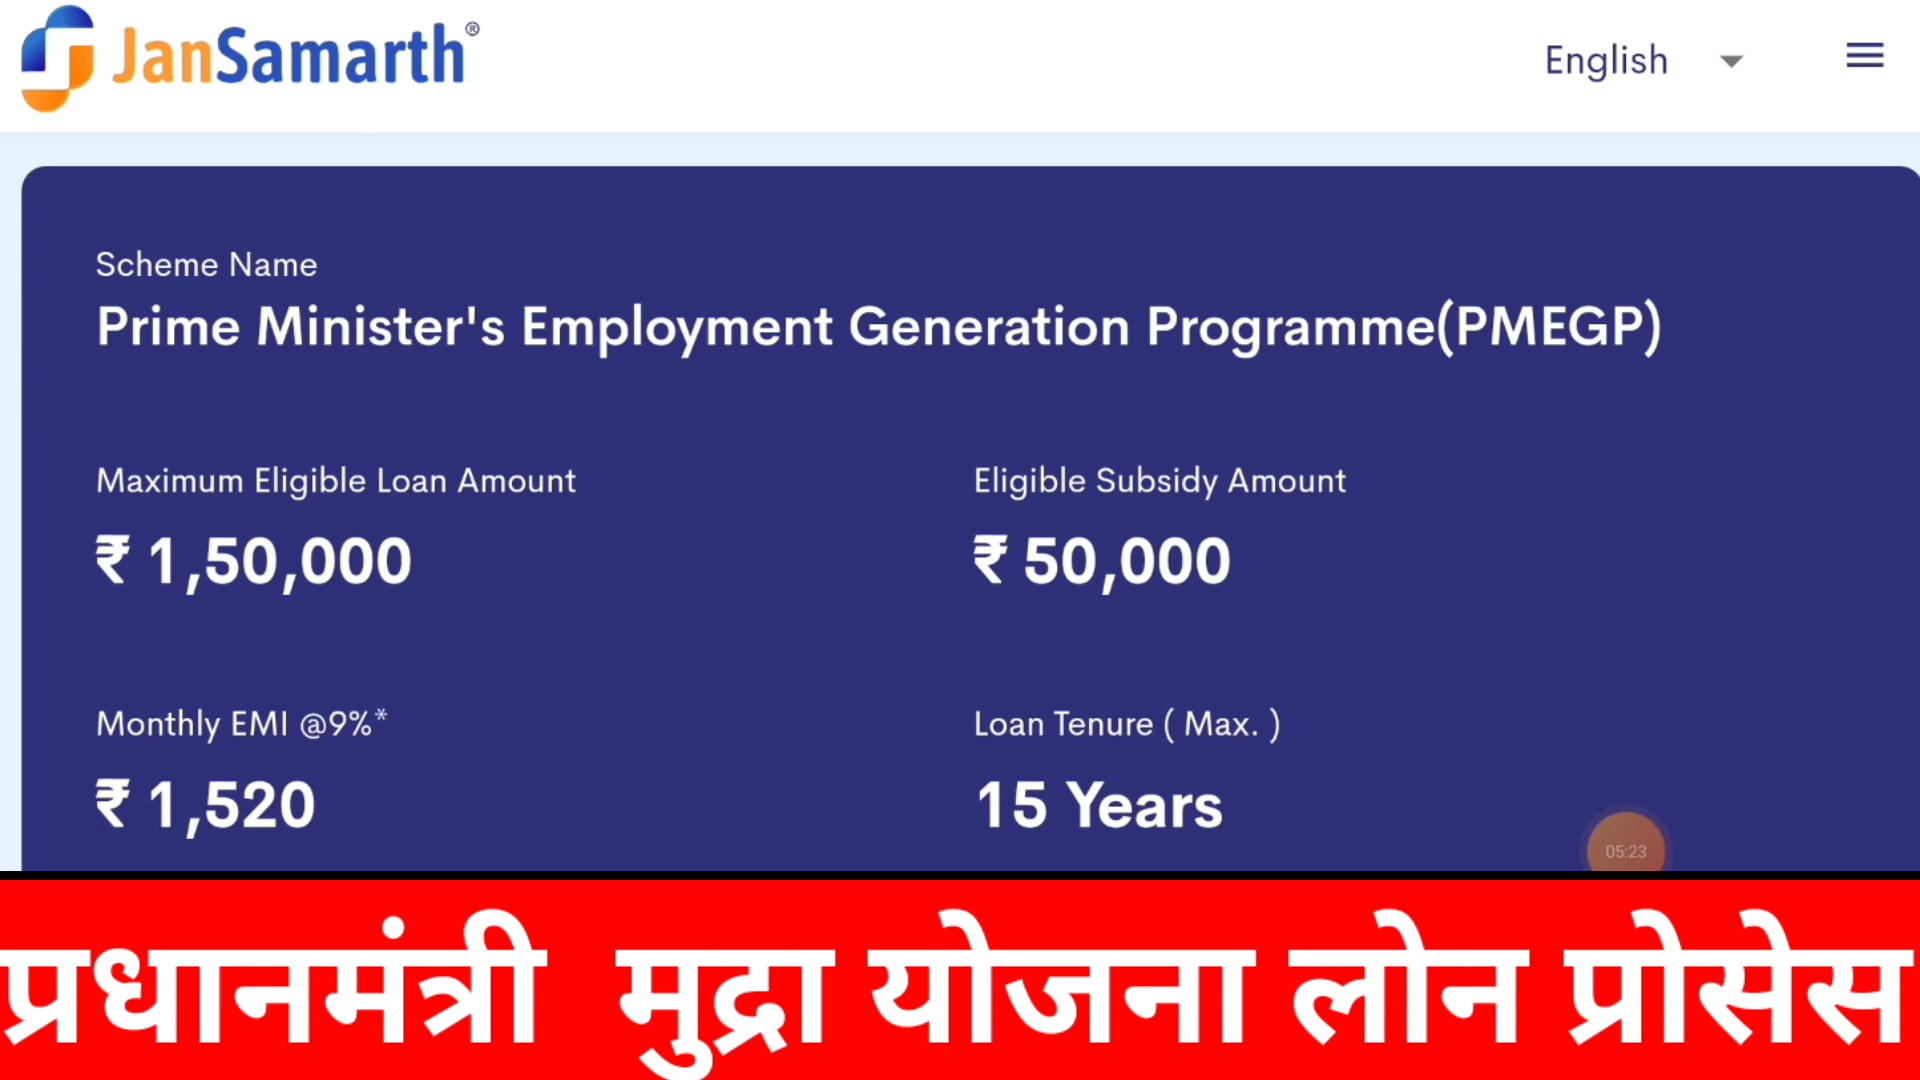 JanSamarth®
English
Scheme Name
Prime Minister's Employment Generation Programme(PMEGP)
Maximum Eligible Loan Amount
Eligible Subsidy Amount
₹ 1,50,000
₹ 50,000
Monthly EMI @9%*
Loan Tenure ( Max. )
₹ 1,520
15 Years
05:23
प्रधानमंत्री मुद्रा योजना लोन प्रोसेस